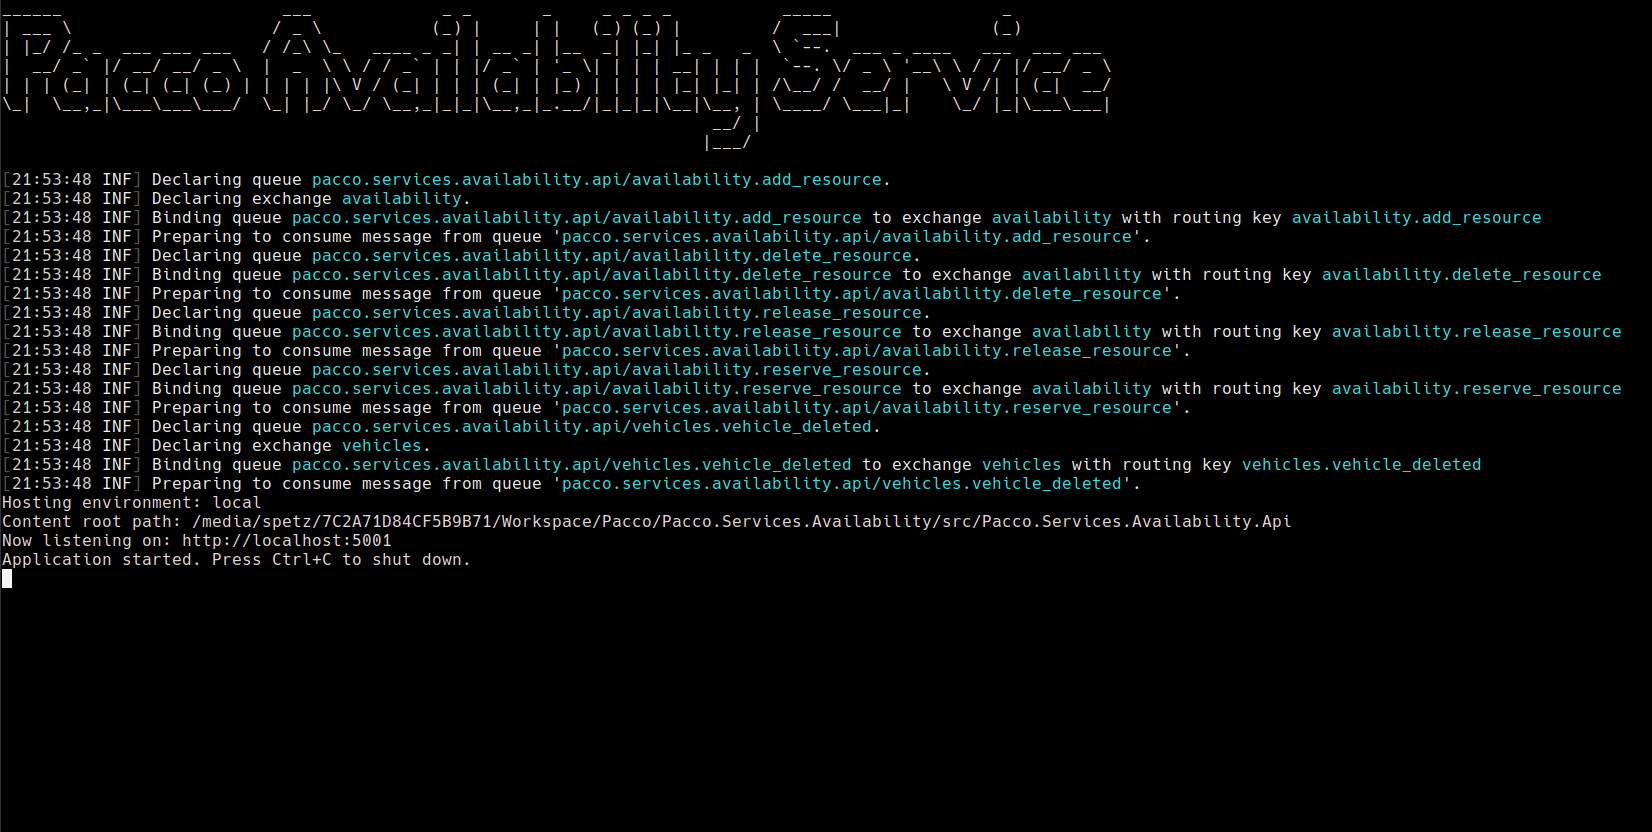 Pacco Availability Service
[21:53:48 INF] Declaring queue pacco.services.availability.api/availability.add_resource.
[21:53:48 INF] Declaring exchange availability.
[21:53:48 INF] Binding queue pacco.services.availability.api/availability.add_resource to exchange availability with routing key availability.add_resource
[21:53:48 INF] Preparing to consume message from queue 'pacco.services.availability.api/availability.add_resource'.
[21:53:48 INF] Declaring queue pacco.services.availability.api/availability.delete_resource.
[21:53:48 INF] Binding queue pacco.services.availability.api/availability.delete_resource to exchange availability with routing key availability.delete_resource
[21:53:48 INF] Preparing to consume message from queue 'pacco.services.availability.api/availability.delete_resource'.
[21:53:48 INF] Declaring queue pacco.services.availability.api/availability.release_resource.
[21:53:48 INF] Binding queue pacco.services.availability.api/availability.release_resource to exchange availability with routing key availability.release_resource
[21:53:48 INF] Preparing to consume message from queue 'pacco.services.availability.api/availability.release_resource'.
[21:53:48 INF] Declaring queue pacco.services.availability.api/availability.reserve_resource.
[21:53:48 INF] Binding queue pacco.services.availability.api/availability.reserve_resource to exchange availability with routing key availability.reserve_resource
[21:53:48 INF] Preparing to consume message from queue 'pacco.services.availability.api/availability.reserve_resource'.
[21:53:48 INF] Declaring queue pacco.services.availability.api/vehicles.vehicle_deleted.
[21:53:48 INF] Declaring exchange vehicles.
[21:53:48 INF] Binding queue pacco.services.availability.api/vehicles.vehicle_deleted to exchange vehicles with routing key vehicles.vehicle_deleted
[21:53:48 INF] Preparing to consume message from queue 'pacco.services.availability.api/vehicles.vehicle_deleted'.
Hosting environment: local
Content root path: /media/spetz/7C2A71D84CF5B9B71/Workspace/Pacco/Pacco.Services.Availability/src/Pacco.Services.Availability.Api
Now listening on: http://localhost:5001
Application started. Press Ctrl+C to shut down.